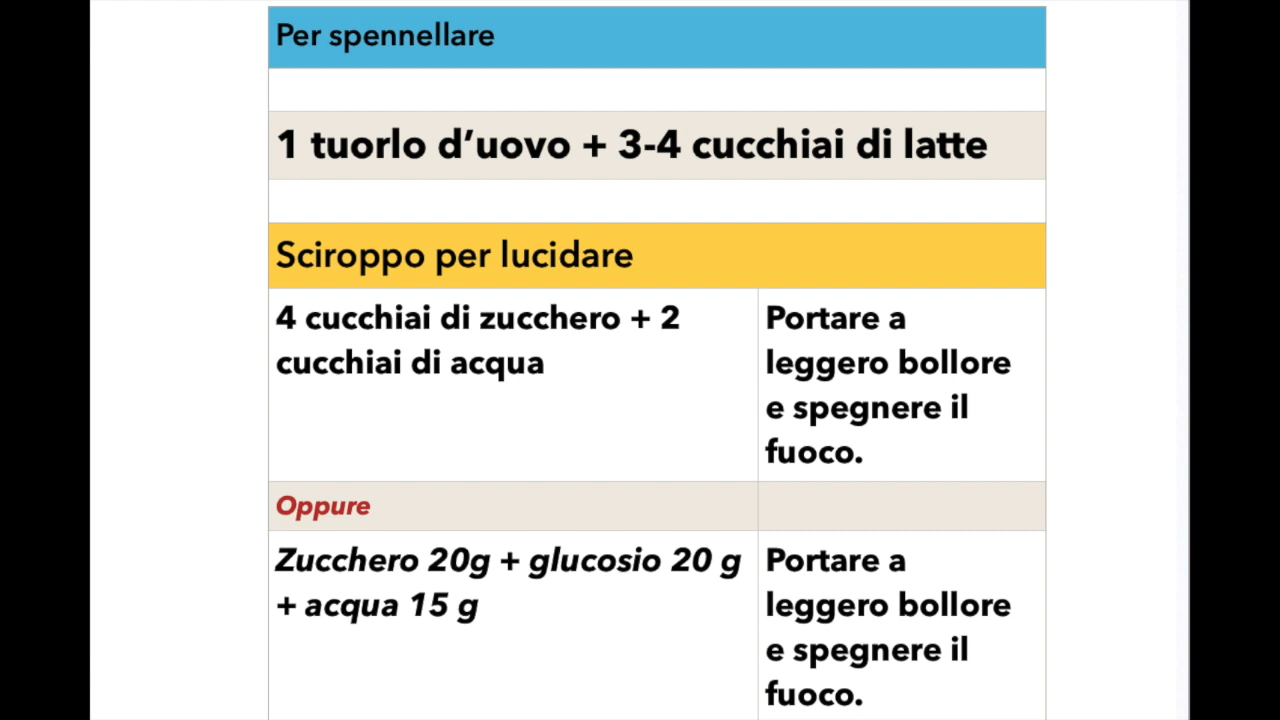 Per spennellare
1 tuorlo d’uovo + 3-4 cucchiai di latte
Sciroppo per lucidare
4 cucchiai di zucchero + 2
cucchiai di acqua
Portare a
leggero bollore
e spegnere il
fuoco.
Oppure
Zucchero 20g + glucosio 20 g
+ acqua 15 g
Portare a
leggero bollore
e spegnere il
fuoco.